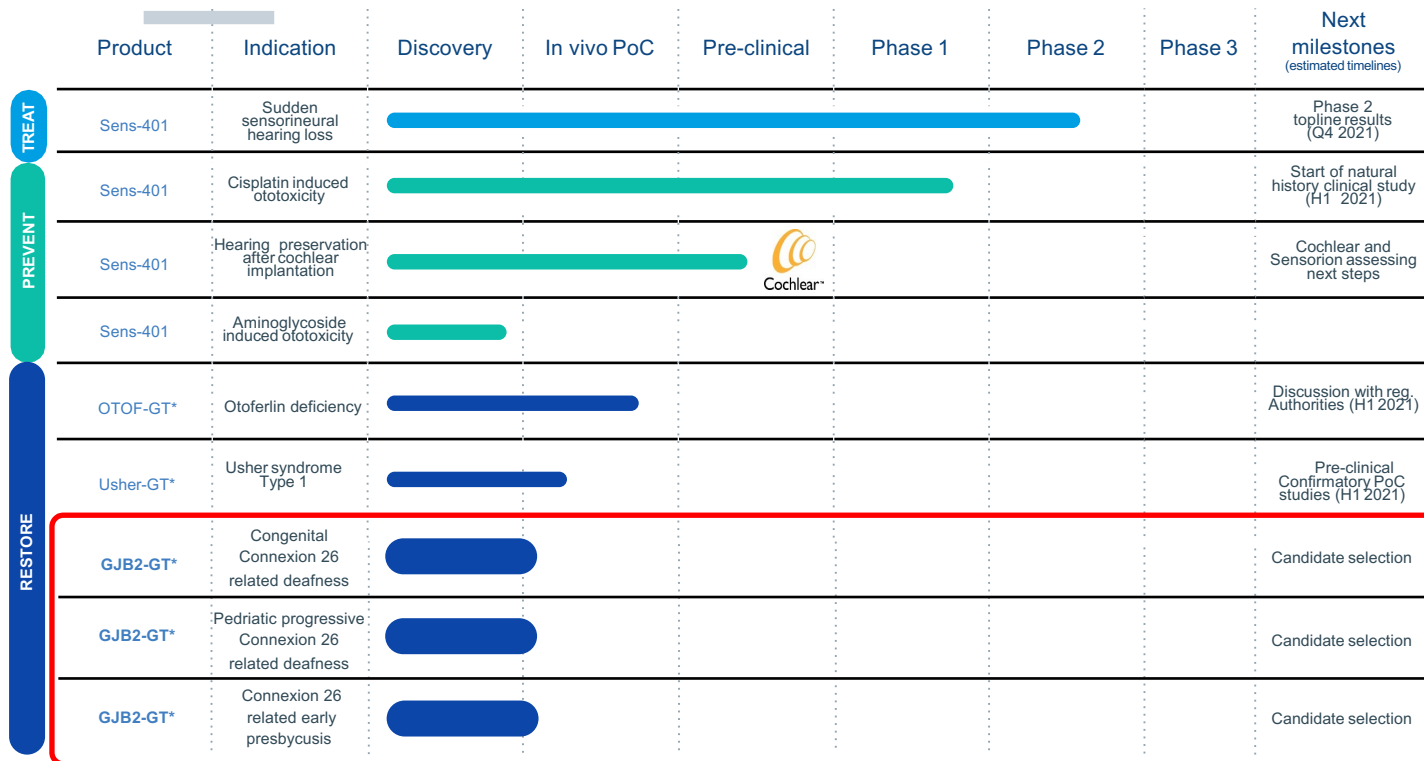 Product
Indication
Discovery
In vivo PoC
Pre-clinical
Phase 1
Phase 2
Phase 3
Next
milestones
(estimated timelines)
TREAT
Sens-401
Sudden
sensorineural
hearing loss
Phase 2
topline results
(Q4 2021)
PREVENT
Sens-401
Cisplatin induced
ototoxicity
Start of natural
history clinical study
(H1 2021)
Sens-401
Hearing preservation
after cochlear
implantation
Cochlear™
Cochlear and
Sensorion assessing
next steps
Sens-401
Aminoglycoside
induced ototoxicity
RESTORE
OTOF-GT*
Otoferlin deficiency
Discussion with reg.
Authorities (H1 2021)
Usher-GT*
Usher syndrome
Type 1
Pre-clinical
Confirmatory PoC
studies (H1 2021)
GJB2-GT*
Congenital
Connexion 26
related deafness
Candidate selection
GJB2-GT*
Pedriatic progressive
Connexion 26
related deafness
Candidate selection
GJB2-GT*
Connexion 26
related early
presbycusis
Candidate selection